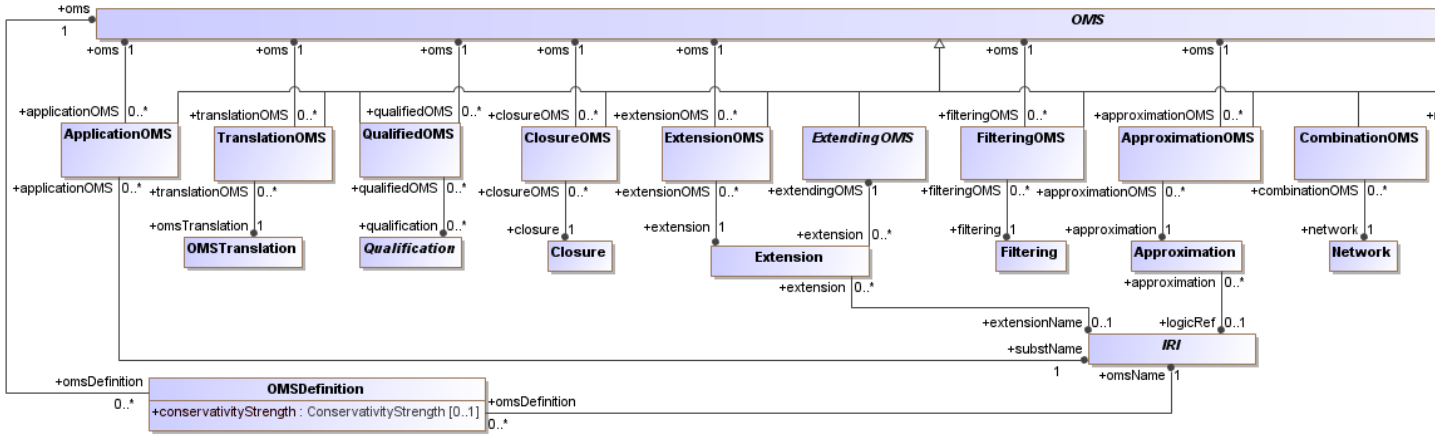 +oms
OMS
1
+oms 1
+oms 1
+oms 1
+oms 1
+oms 1
+oms 1
+oms 1
+applicationOMS 0..*
+translationOMS 0..*
+qualifiedOMS 0..*
+closureOMS 0..*
+extensionOMS 0..*
+filteringOMS 0..*
+approximationOMS 0..*
ApplicationOMS
TranslationOMS
QualifiedOMS
ClosureOMS
ExtensionOMS
ExtendingOMS
FilteringOMS
ApproximationOMS
CombinationOMS
+applicationOMS 0..*
+translationOMS 0..*
+qualifiedOMS 0..*
+closureOMS 0..*
+extensionOMS 0..*
+extendingOMS 1
+filteringOMS 0..*
+approximationOMS 0..*
+combinationOMS 0..*
+omsTranslation 1
+qualification 0..*
+closure 1
+extension 1
+extension 0..*
+filtering 1
+approximation 1
+network 1
OMSTranslation
Qualification
Closure
Extension
Filtering
Approximation
Network
+extension 0..*
+approximation 0..*
+extensionName 0..1
+logicRef 0..1
+substName
1
IRI
+omsName 1
+omsDefinition
0..*
OMSDefinition
+conservativityStrength : ConservativityStrength [0..1]
+omsDefinition
0..*